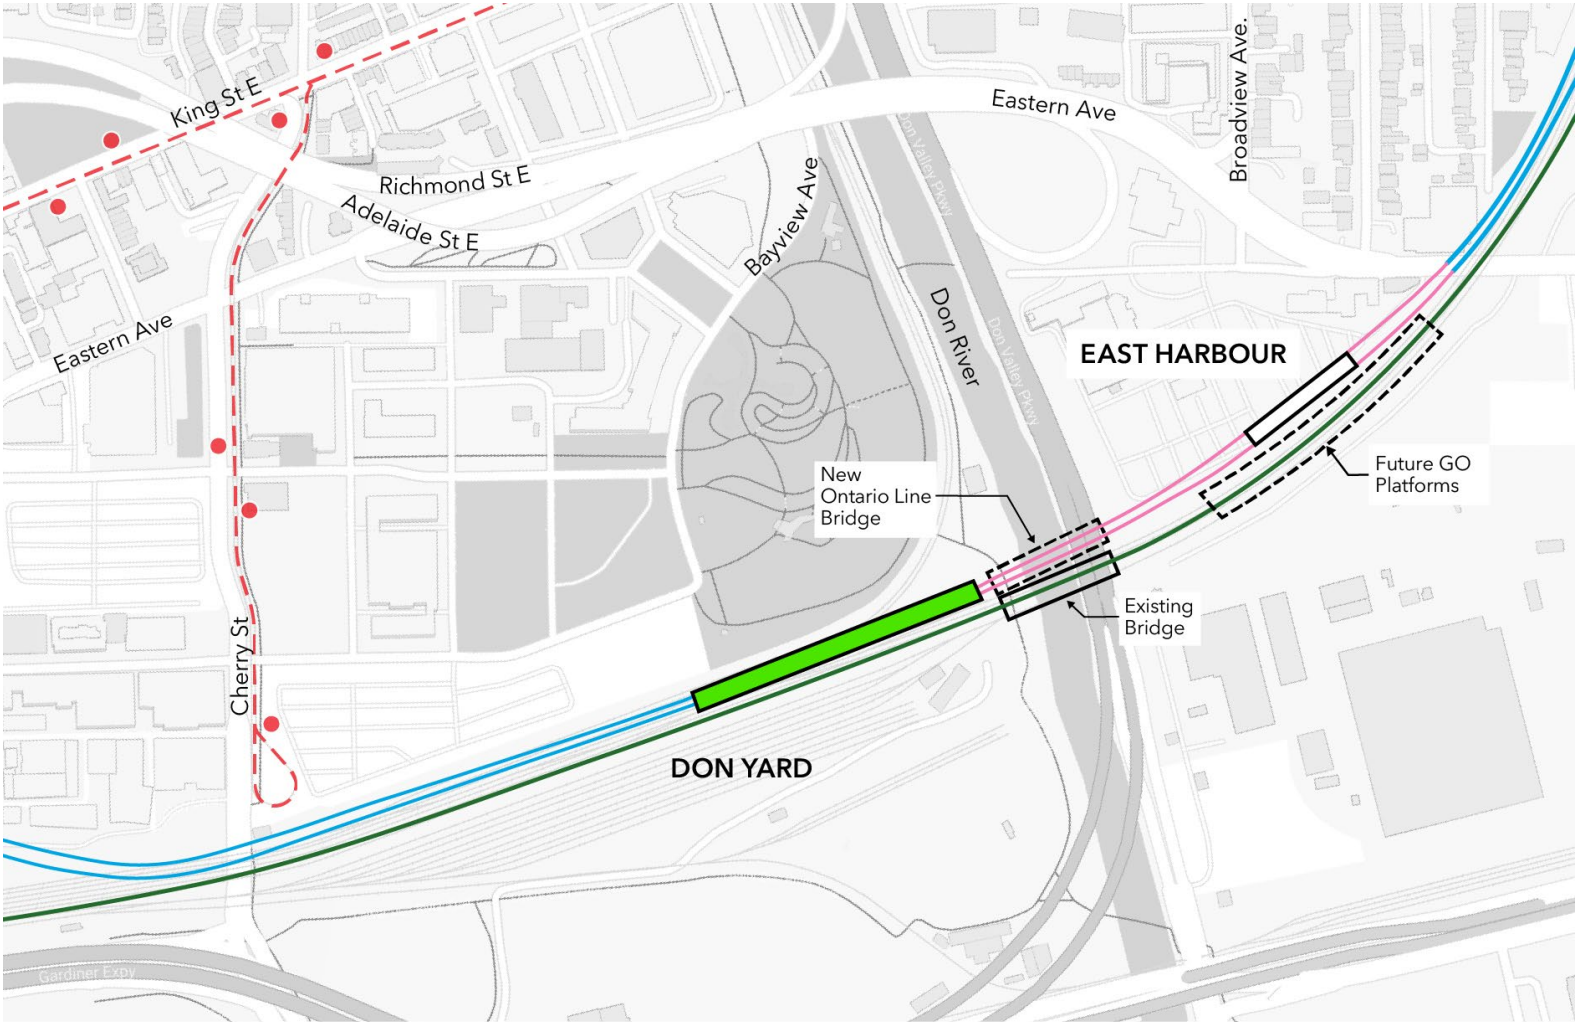 King St E
Richmond St E
Adelaide St E
Eastern Ave
Bayview Ave
Don Valley Pkwy
Eastern Ave
Broadview Ave.
Don River
Don Valley Pkwy
EAST HARBOUR
New
Ontario Line
Bridge
Future GO
Platforms
Existing
Bridge
Cherry St
DON YARD
Gardiner Expy